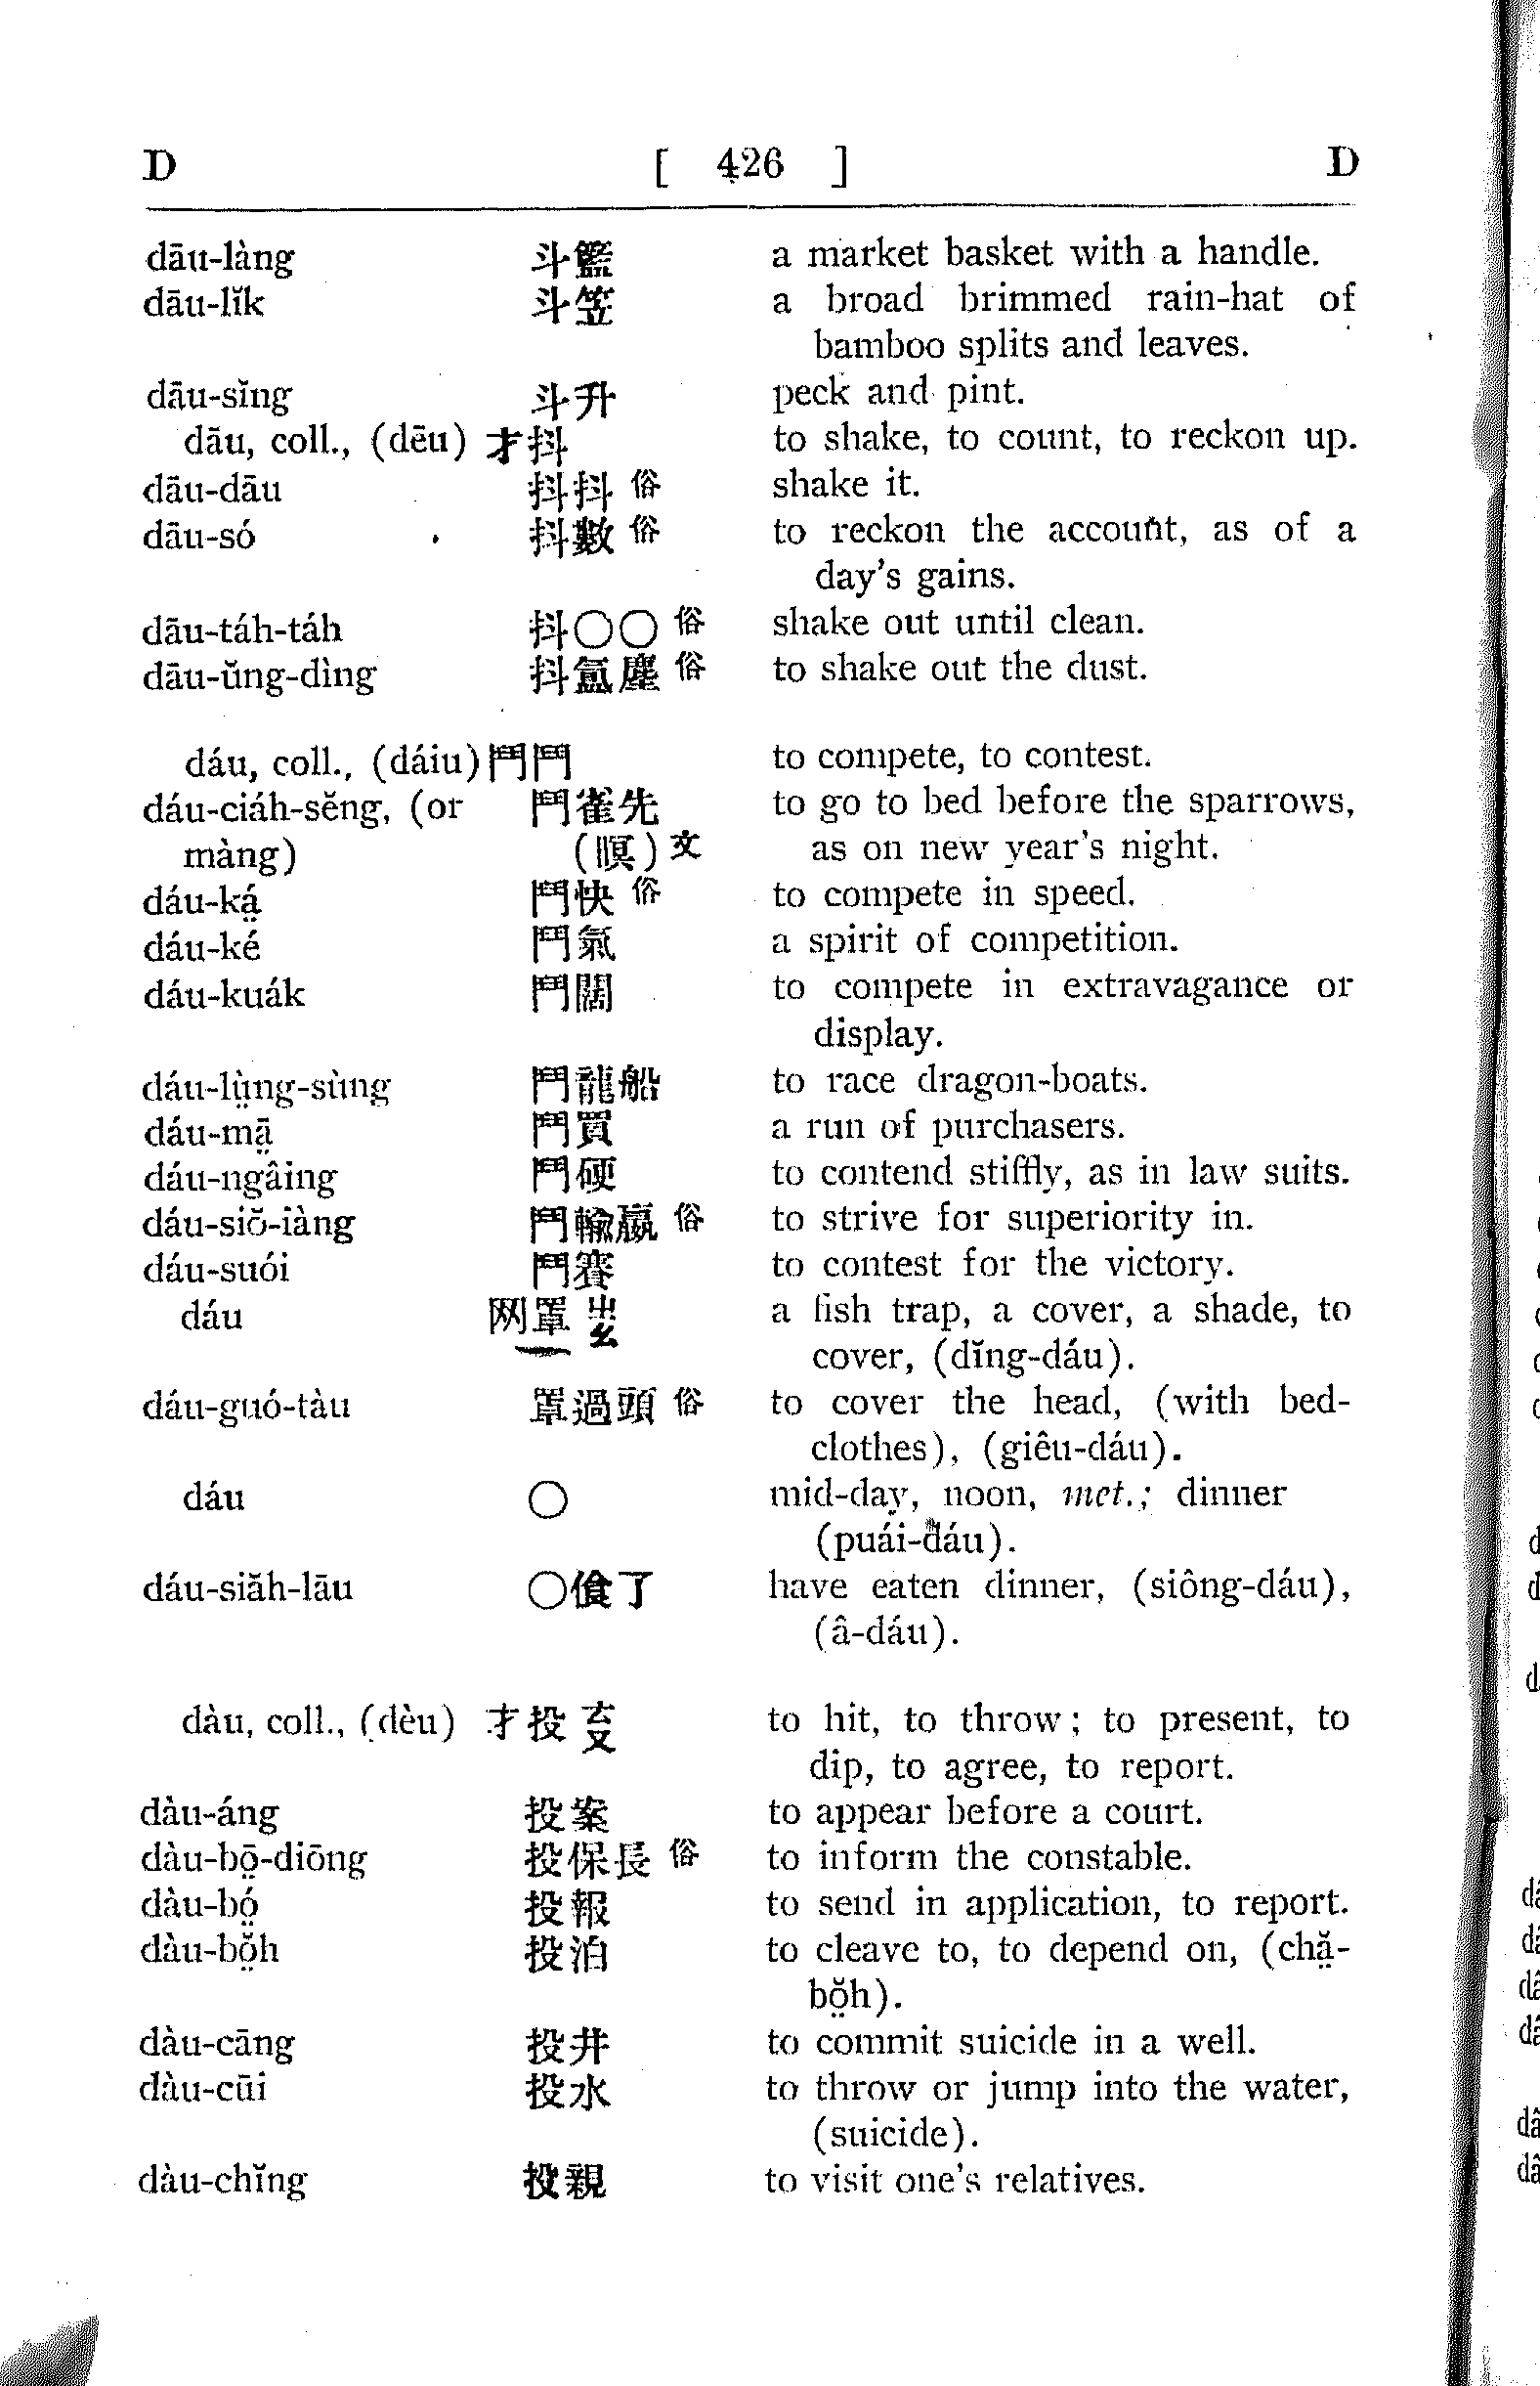 D [ 426 ] D
dāu-làng 斗籃 a market basket with a handle.
dāu-lĭk 斗笠 a broad brimmed rain-hat of
bamboo splits and leaves.
dāu-sĭng 斗升 peck and pint.
dāu, coll., (dēu) 才抖 to shake, to count, to reckon up.
dāu-dāu 抖抖 俗 shake it.
dāu-só 抖數 俗 to reckon the account, as of a
day's gains.
dāu-táh-táh 抖〇〇 俗 shake out until clean.
dāu-ŭng-dìng 抖氳塵 俗 to shake out the dust.
dáu, coll., (dáiu) 鬥鬥 to compete, to contest.
dáu-ciáh-sĕng, (or 鬥雀先 to go to bed before the sparrows,
màng) (瞑) 文 as on new year's night.
dáu-ká̤ 鬥快 俗 to compete in speed.
dáu-ké 鬥氣 a spirit of competition.
dáu-kuák 鬥闊 to compete in extravagance or
display.
dáu-lṳ̀ng-sùng 鬥龍船 to race dragon-boats.
dáu-mā̤ 鬥買 a run of purchasers.
dáu-ngâing 鬥硬 to contend stiffly, as in law suits.
dáu-siŏ-iàng 鬥輸贏 俗 to strive for superiority in.
dáu-suói 鬥賽 to contest for the victory.
dáu 网罩 a fish trap, a cover, a shade, to
cover, (dĭng-dáu).
dáu-guó-tàu 罩過頭 俗 to cover the head, (with bed-
clothes), (giêu-dáu).
dáu 〇 mid-day, noon, met.; dinner
(puái-dáu).
dáu-siăh-lāu 〇飠了 have eaten dinner, (siông-dáu),
(â-dáu).
dàu, coll., (dèu) 才投 to hit, to throw; to present, to
dip, to agree, to report.
dàu-áng 投案 to appear before a court.
dàu-bō̤-diōng 投保長 俗 to inform the constable.
dàu-bó̤ 投報 to send in application, to report.
dàu-bŏ̤h 投泊 to cleave to, to depend on, (chă̤-
bŏ̤h).
dàu-cāng 投井 to commit suicide in a well.
dàu-cūi 投水 to throw or jump into the water,
(suicide).
dàu-chĭng 投親 to visit one's relatives.